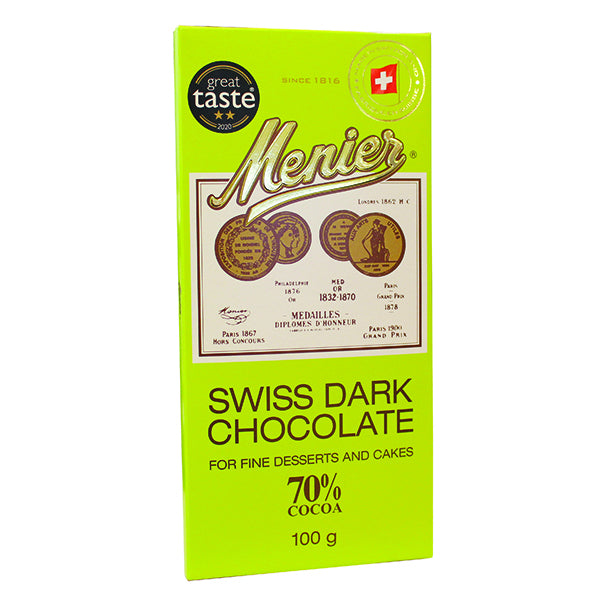 great
taste
2020
SINCE 1816
Menier®
LONDRES 1862 M C
PHILADELPHIE
1876
OR
MED
OR
1832-1870
PARIS
GRAND PRIX
1878
Menier
PARIS 1867
HORS CONCOURS
- MEDAILLES -
DIPLOMES D'HONNEUR
PARIS 1900
GRAND PRIX
SWISS DARK
CHOCOLATE
FOR FINE DESSERTS AND CAKES
70%
COCOA
100 g